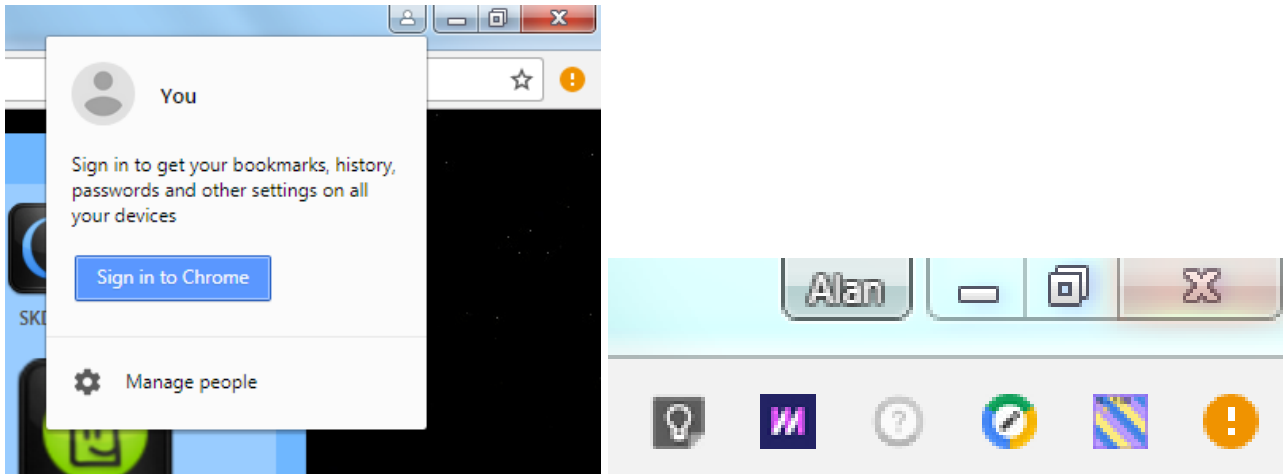 You
Sign in to get your bookmarks, history,
passwords and other settings on all
your devices
Sign in to Chrome
Manage people
Alan